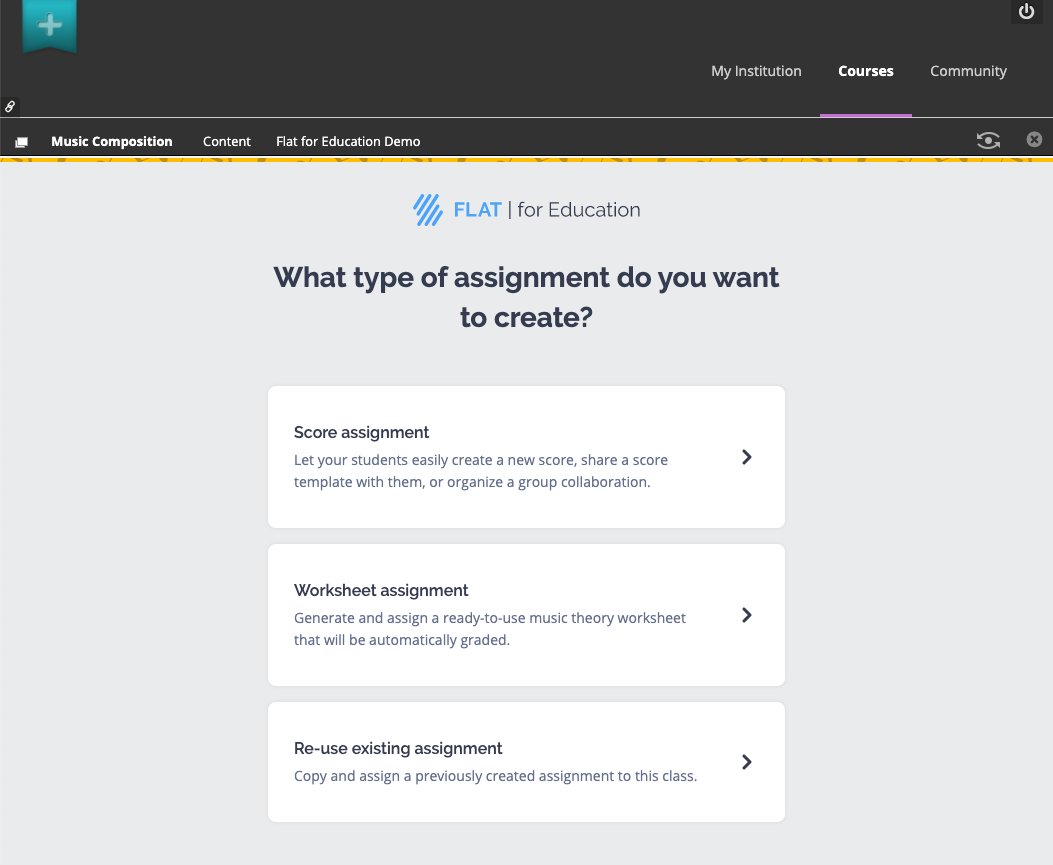 My Institution Courses Community
Music Composition Content Flat for Education Demo
FLAT | for Education
What type of assignment do you want
to create?
Score assignment
Let your students easily create a new score, share a score
template with them, or organize a group collaboration.
Worksheet assignment
Generate and assign a ready-to-use music theory worksheet
that will be automatically graded.
Re-use existing assignment
Copy and assign a previously created assignment to this class.